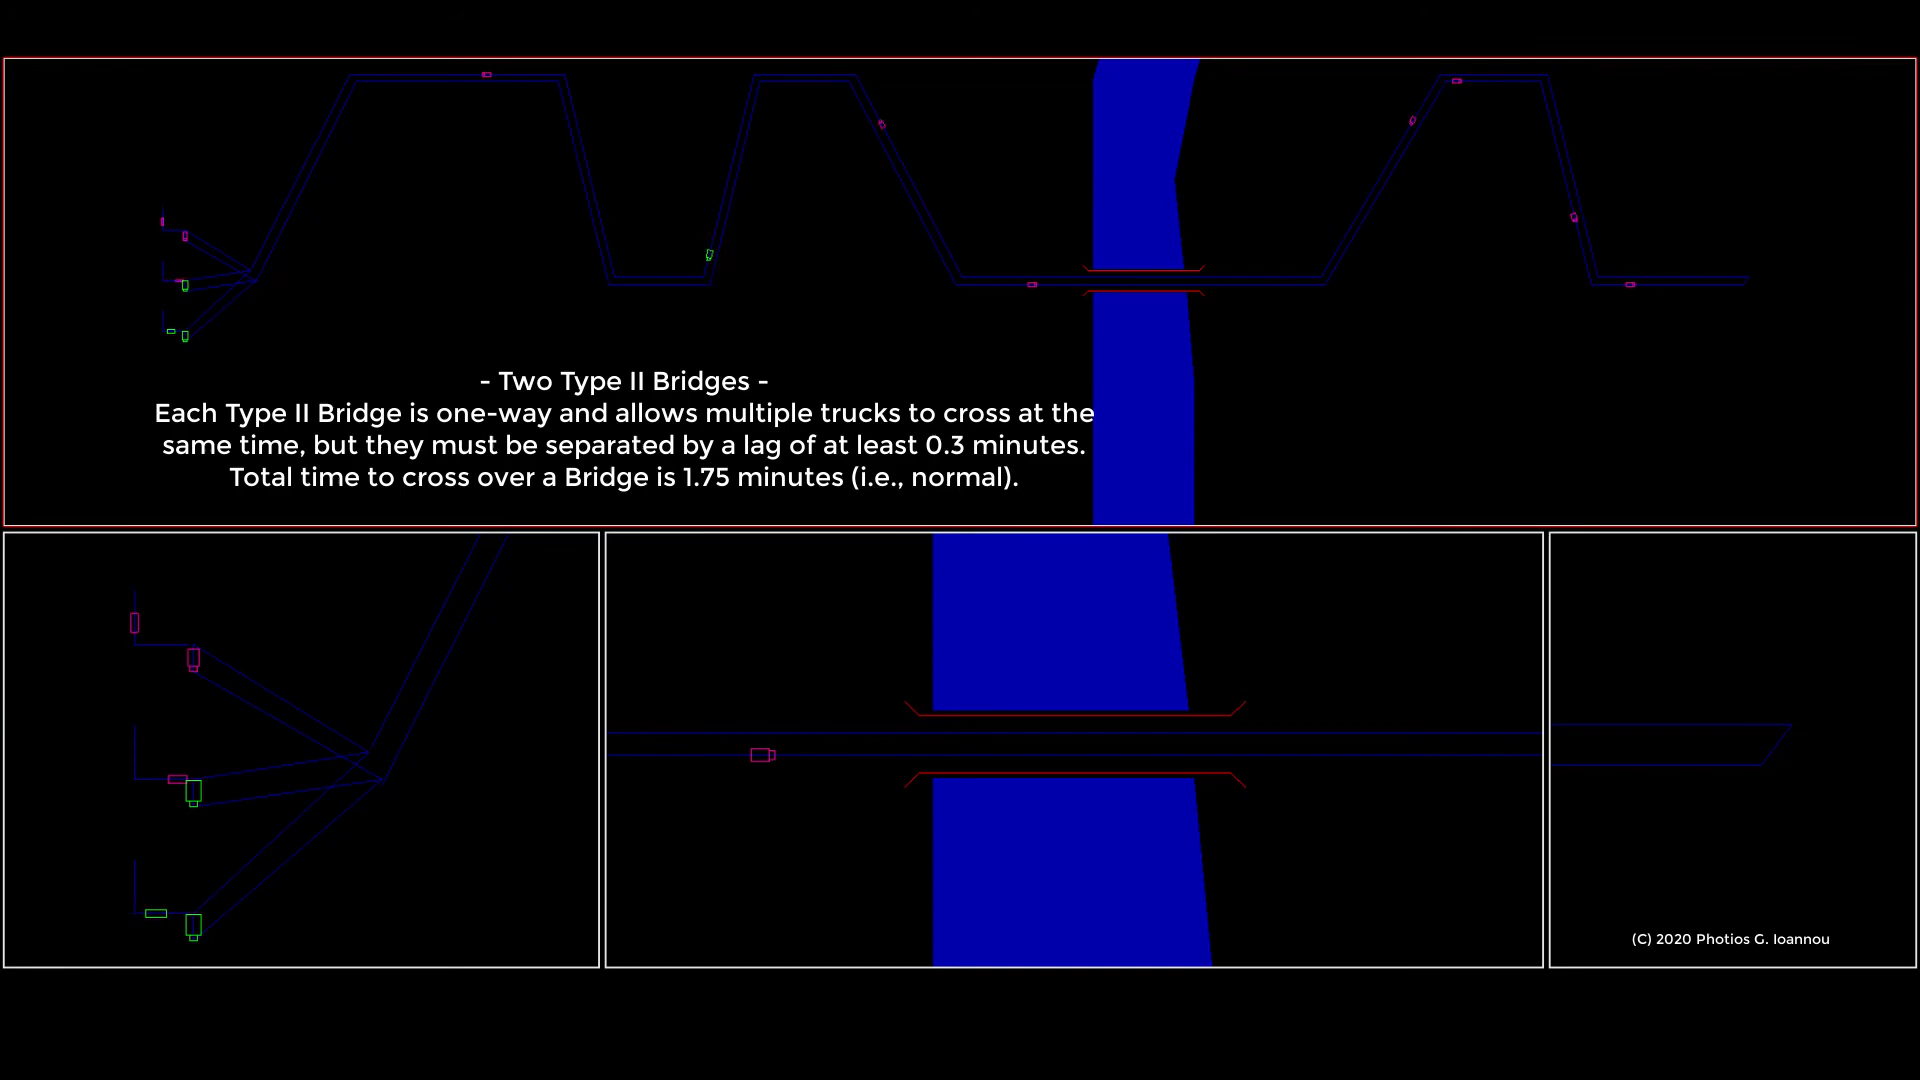 - Two Type II Bridges -
Each Type II Bridge is one-way and allows multiple trucks to cross at the
same time, but they must be separated by a lag of at least 0.3 minutes.
Total time to cross over a Bridge is 1.75 minutes (i.e., normal).
(C) 2020 Photios G. Ioannou